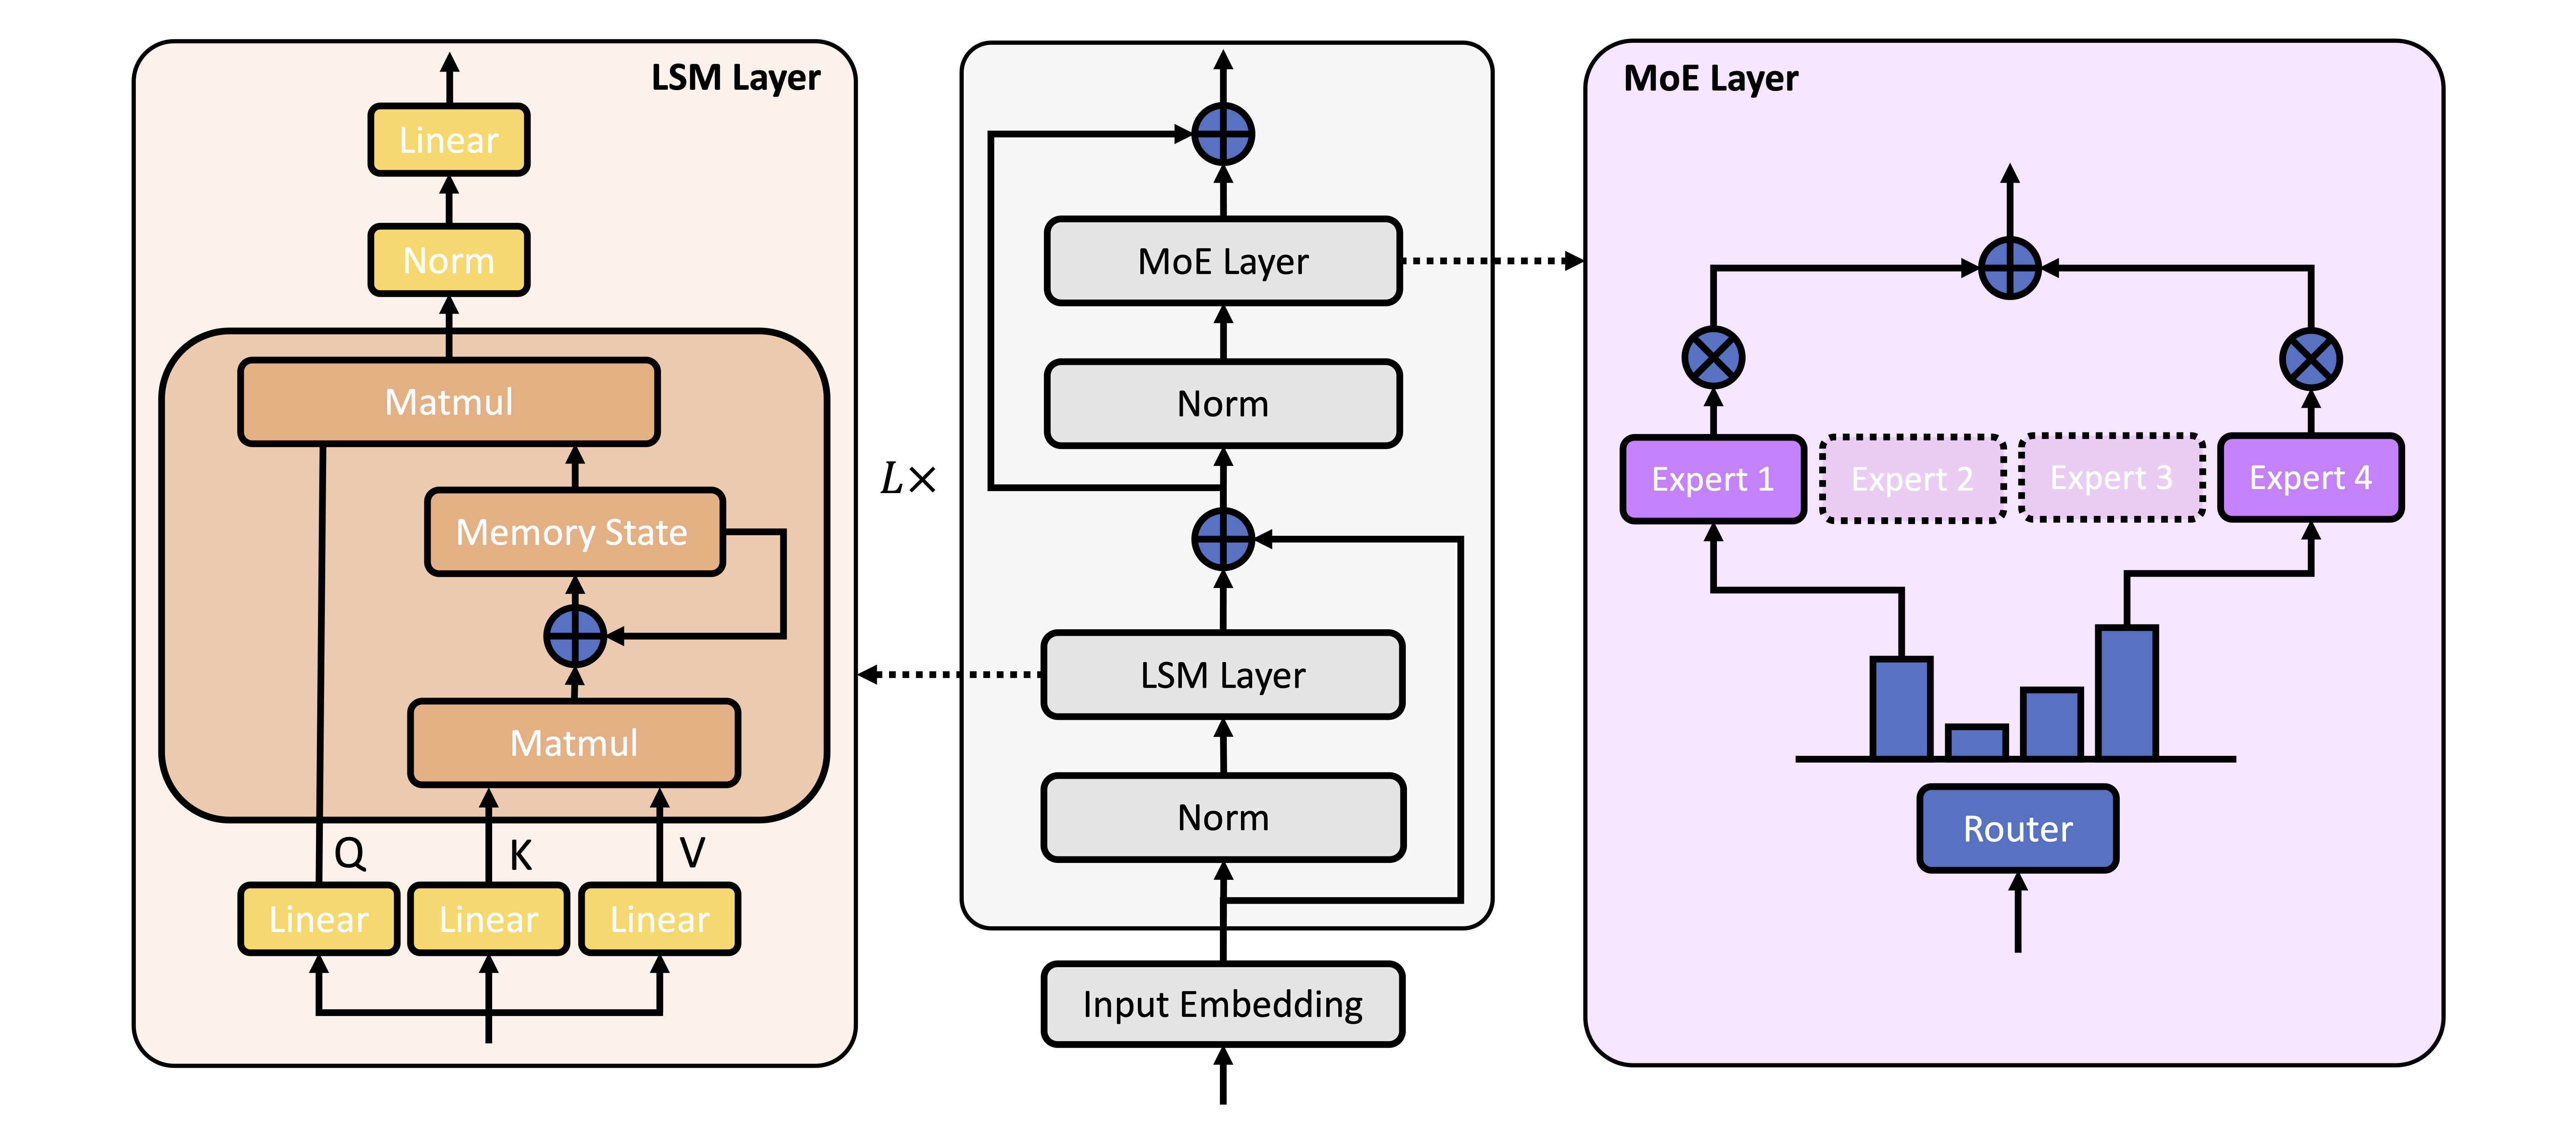 LSM Layer
Linear
Norm
Matmul
Memory State
Matmul
Q
K
V
Linear
Linear
Linear
L×
MoE Layer
Norm
LSM Layer
Norm
Input Embedding
MoE Layer
Expert 1
Expert 2
Expert 3
Expert 4
Router